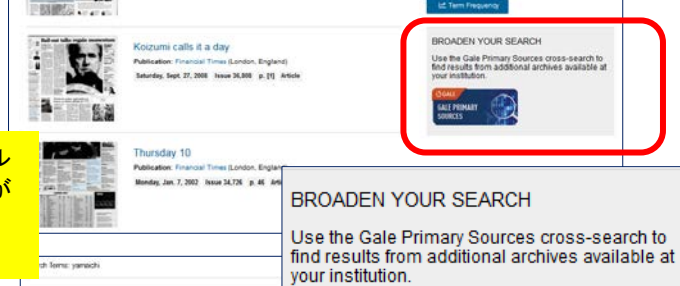 Term Frequency
Koizumi calls it a day
Publication: Financial Times (London, England)
Saturday, Sept. 27, 2008 Issue 36,808 p. [1] Article
BROADEN YOUR SEARCH
Use the Gale Primary Sources cross-search to
find results from additional archives available at
your institution.
GALE
GALE PRIMARY
SOURCES
Thursday 10
Publication: Financial Times (London, England)
Monday, Jan. 7, 2002 Issue 34,726 p. 46
ル
が
BROADEN YOUR SEARCH
Use the Gale Primary Sources cross-search to
find results from additional archives available at
your institution.
Terms: yamaichi